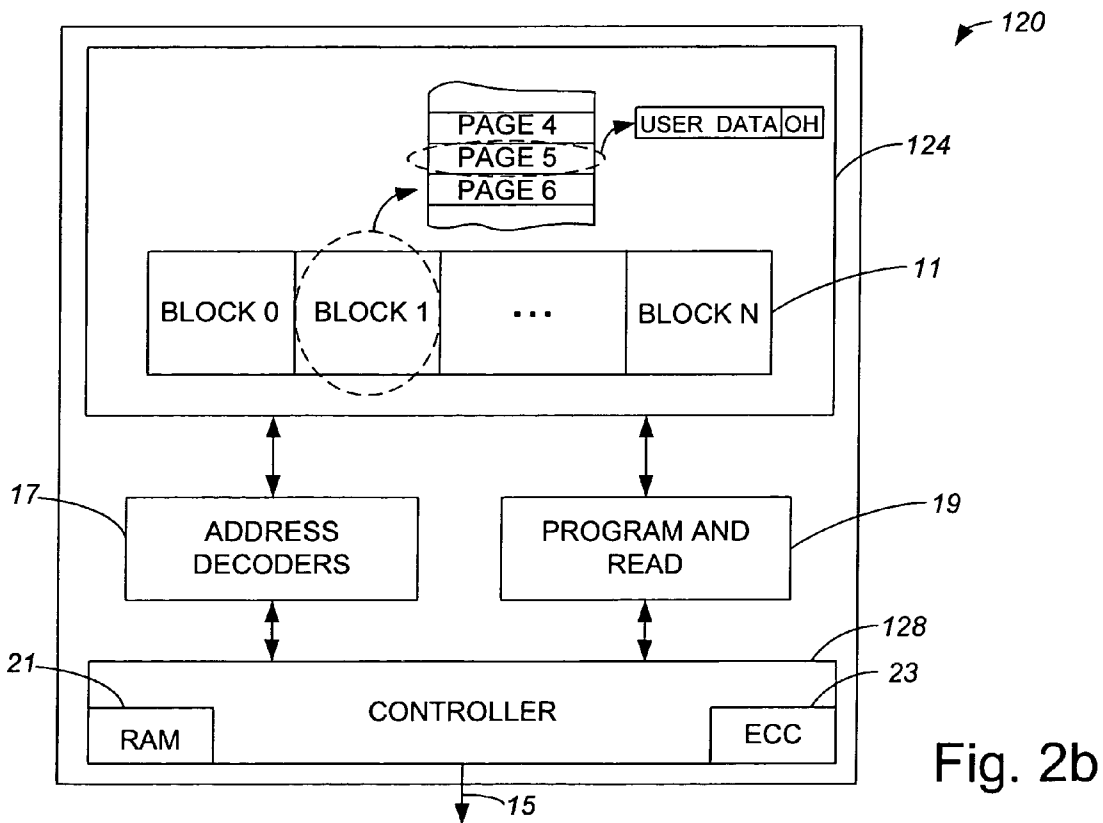 120
PAGE 4
USER DATA OH
PAGE 5
124
PAGE 6
11
BLOCK 0 BLOCK 1 ... BLOCK N
17
19
ADDRESS
DECODERS
PROGRAM AND
READ
128
21
23
CONTROLLER
RAM
ECC
15
Fig. 2b